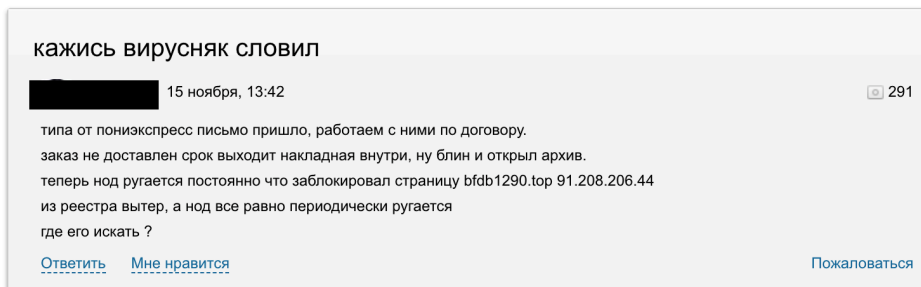 кажись вирусняк словил
15 ноября, 13:42 291
типа от пониэкспресс письмо пришло, работаем с ними по договору.
заказ не доставлен срок выходит накладная внутри, ну блин и открыл архив.
теперь нод ругается постоянно что заблокировал страницу bfdb1290.top 91.208.206.44
из реестра вытер, а нод все равно периодически ругается
где его искать ?
Ответить Мне нравится Пожаловаться